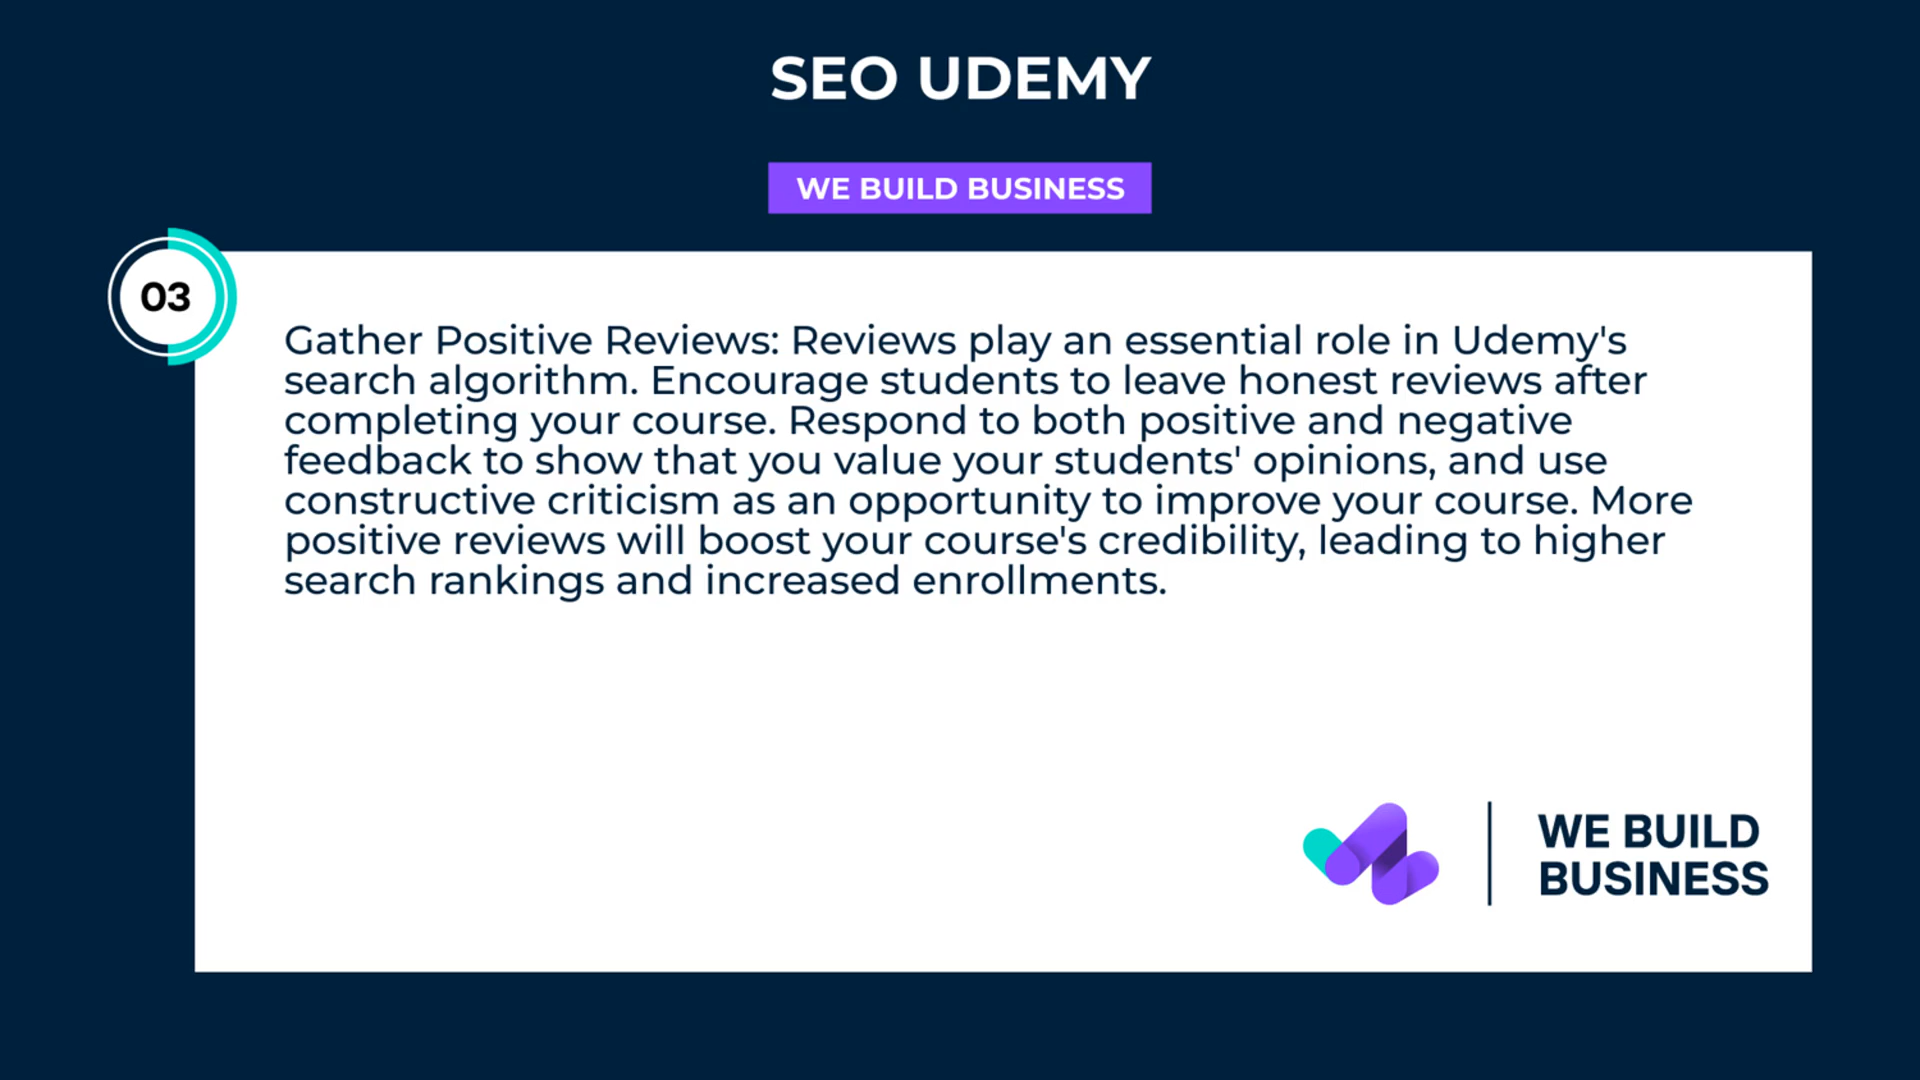 SEO UDEMY
WE BUILD BUSINESS
03
Gather Positive Reviews: Reviews play an essential role in Udemy's
search algorithm. Encourage students to leave honest reviews after
completing your course. Respond to both positive and negative
feedback to show that you value your students' opinions, and use
constructive criticism as an opportunity to improve your course. More
positive reviews will boost your course's credibility, leading to higher
search rankings and increased enrollments.
WE BUILD
BUSINESS